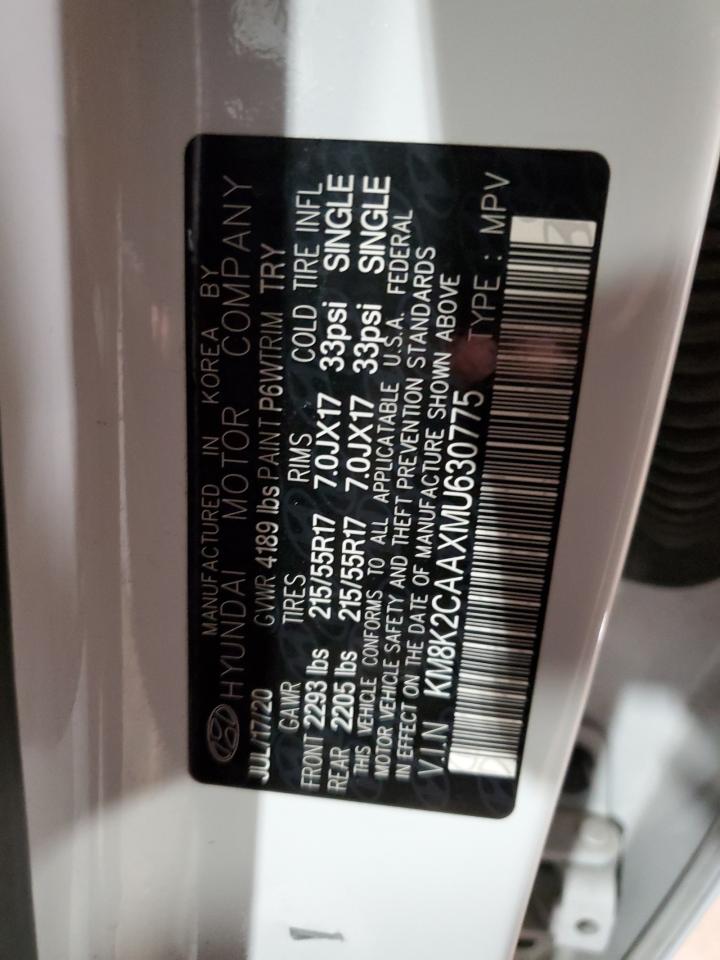 MANUFACTURED IN KOREA BY
HYUNDAI MOTOR COMPANY
JUL/17/20 GVWR 4189 lbs PAINT P6W TRIM TRY
GAWR TIRES RIMS COLD TIRE INFL
FRONT 2293 lbs 215/55R17 7.0JX17 33psi SINGLE
REAR 2205 lbs 215/55R17 7.0JX17 33psi SINGLE
THIS VEHICLE CONFORMS TO ALL APPLICATABLE U.S.A. FEDERAL
MOTOR VEHICLE SAFETY AND THEFT PREVENTION STANDARDS
IN EFFECT ON THE DATE OF MANUFACTURE SHOWN ABOVE
V.I.N KM8K2CAAXMU630775 TYPE : MPV